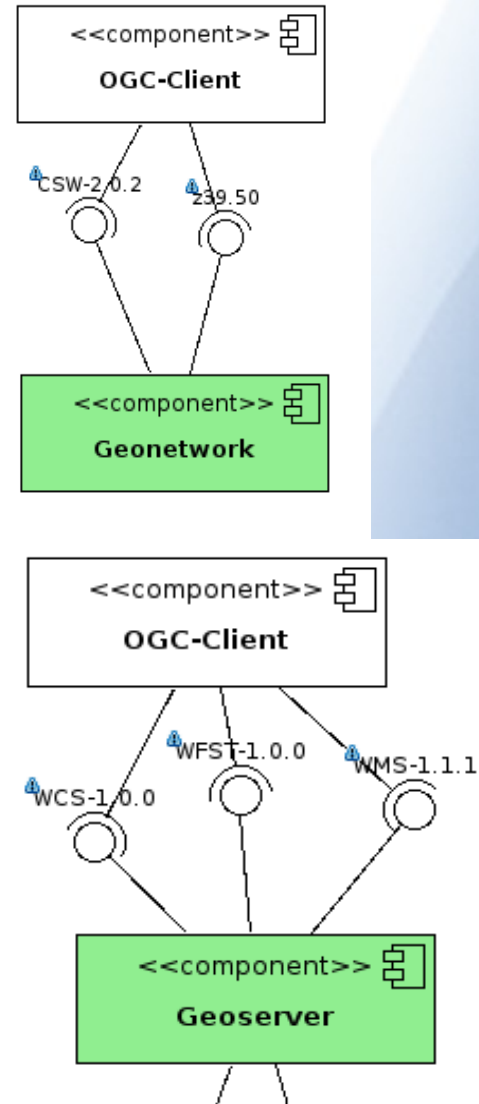 <<component>>
OGC-Client
CSW-2.0.2
z39.50
<<component>>
Geonetwork
<<component>>
OGC-Client
WFST-1.0.0
WMS-1.1.1
WCS-1.0.0
<<component>>
Geoserver